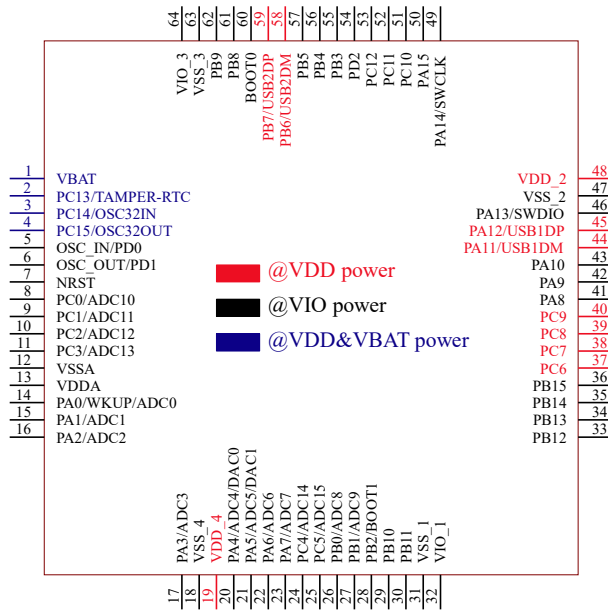 64 63 62 61 60 59 58 57 56 55 54 53 52 51 50 49
VIO_3
VSS_3
PB9
PB8
BOOT0
PB7/USB2DP
PB6/USB2DM
PB5
PB4
PB3
PD2
PC12
PC11
PC10
PA15
PA14/SWCLK
1 VBAT
2 PC13/TAMPER-RTC
3 PC14/OSC32IN
4 PC15/OSC32OUT
5 OSC_IN/PD0
6 OSC_OUT/PD1
7 NRST
8 PC0/ADC10
9 PC1/ADC11
10 PC2/ADC12
11 PC3/ADC13
12 VSSA
13 VDDA
14 PA0/WKUP/ADC0
15 PA1/ADC1
16 PA2/ADC2
@VDD power
@VIO power
@VDD&VBAT power
VDD_2 48
VSS_2 47
PA13/SWDIO 46
PA12/USB1DP 45
PA11/USB1DM 44
PA10 43
PA9 42
PA8 41
PC9 40
PC8 39
PC7 38
PC6 37
PB15 36
PB14 35
PB13 34
PB12 33
PA3/ADC3
VSS_4
VDD_4
PA4/ADC4/DAC0
PA5/ADC5/DAC1
PA6/ADC6
PA7/ADC7
PC4/ADC14
PC5/ADC15
PB0/ADC8
PB1/ADC9
PB2/BOOT1
PB10
PB11
VSS_1
VIO_1
17 18 19 20 21 22 23 24 25 26 27 28 29 30 31 32